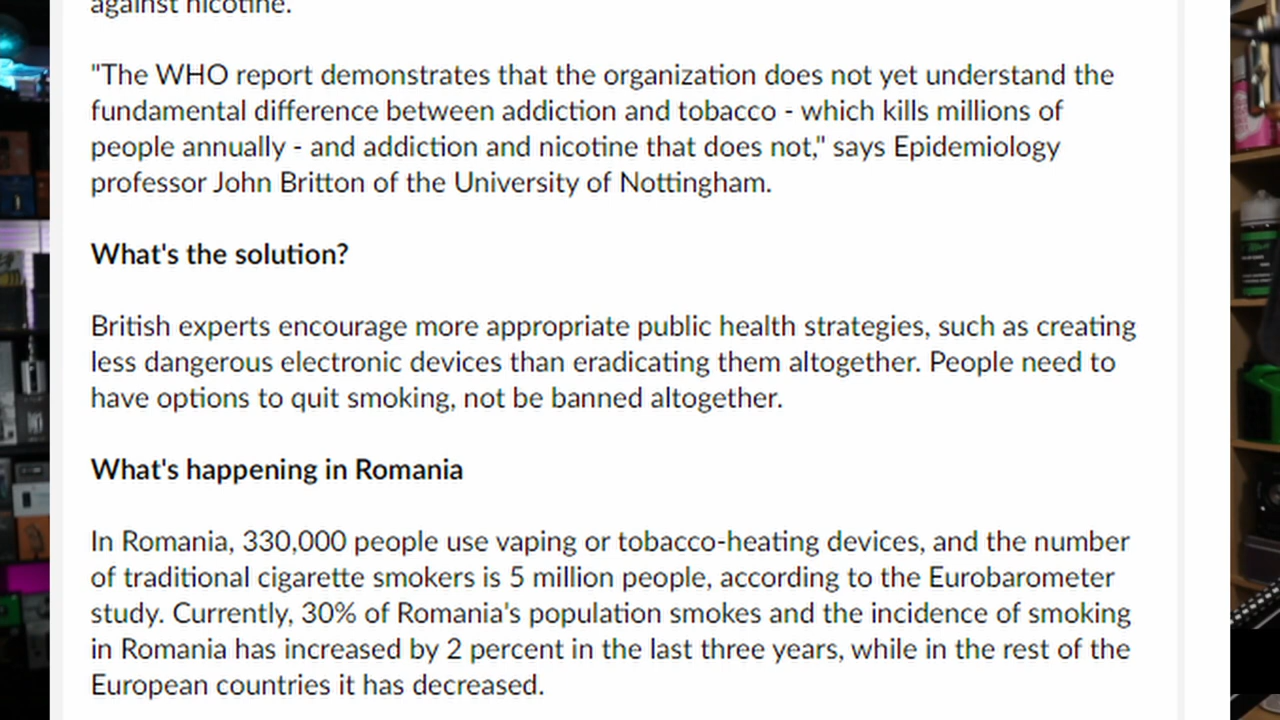 against nicotine.
"The WHO report demonstrates that the organization does not yet understand the
fundamental difference between addiction and tobacco - which kills millions of
people annually - and addiction and nicotine that does not," says Epidemiology
professor John Britton of the University of Nottingham.
What's the solution?
British experts encourage more appropriate public health strategies, such as creating
less dangerous electronic devices than eradicating them altogether. People need to
have options to quit smoking, not be banned altogether.
What's happening in Romania
In Romania, 330,000 people use vaping or tobacco-heating devices, and the number
of traditional cigarette smokers is 5 million people, according to the Eurobarometer
study. Currently, 30% of Romania's population smokes and the incidence of smoking
in Romania has increased by 2 percent in the last three years, while in the rest of the
European countries it has decreased.